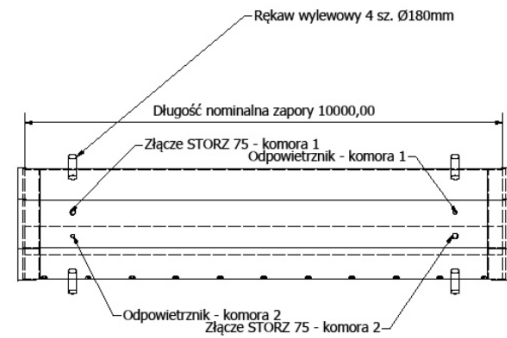 Rękaw wylewowy 4 sz. Ø180mm
Długość nominalna zapory 10000,00
Złącze STORZ 75 - komora 1
Odpowietrznik - komora 1
Odpowietrznik - komora 2
Złącze STORZ 75 - komora 2